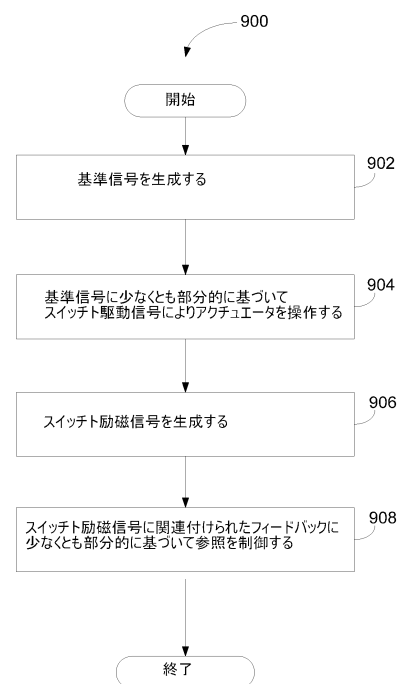 900
開始
基準信号を生成する
902
基準信号に少なくとも部分的に基づいて
スイッチト駆動信号によりアクチュエータを操作する
904
スイッチト励磁信号を生成する
906
スイッチト励磁信号に関連付けられたフィードバックに
少なくとも部分的に基づいて参照を制御する
908
終了